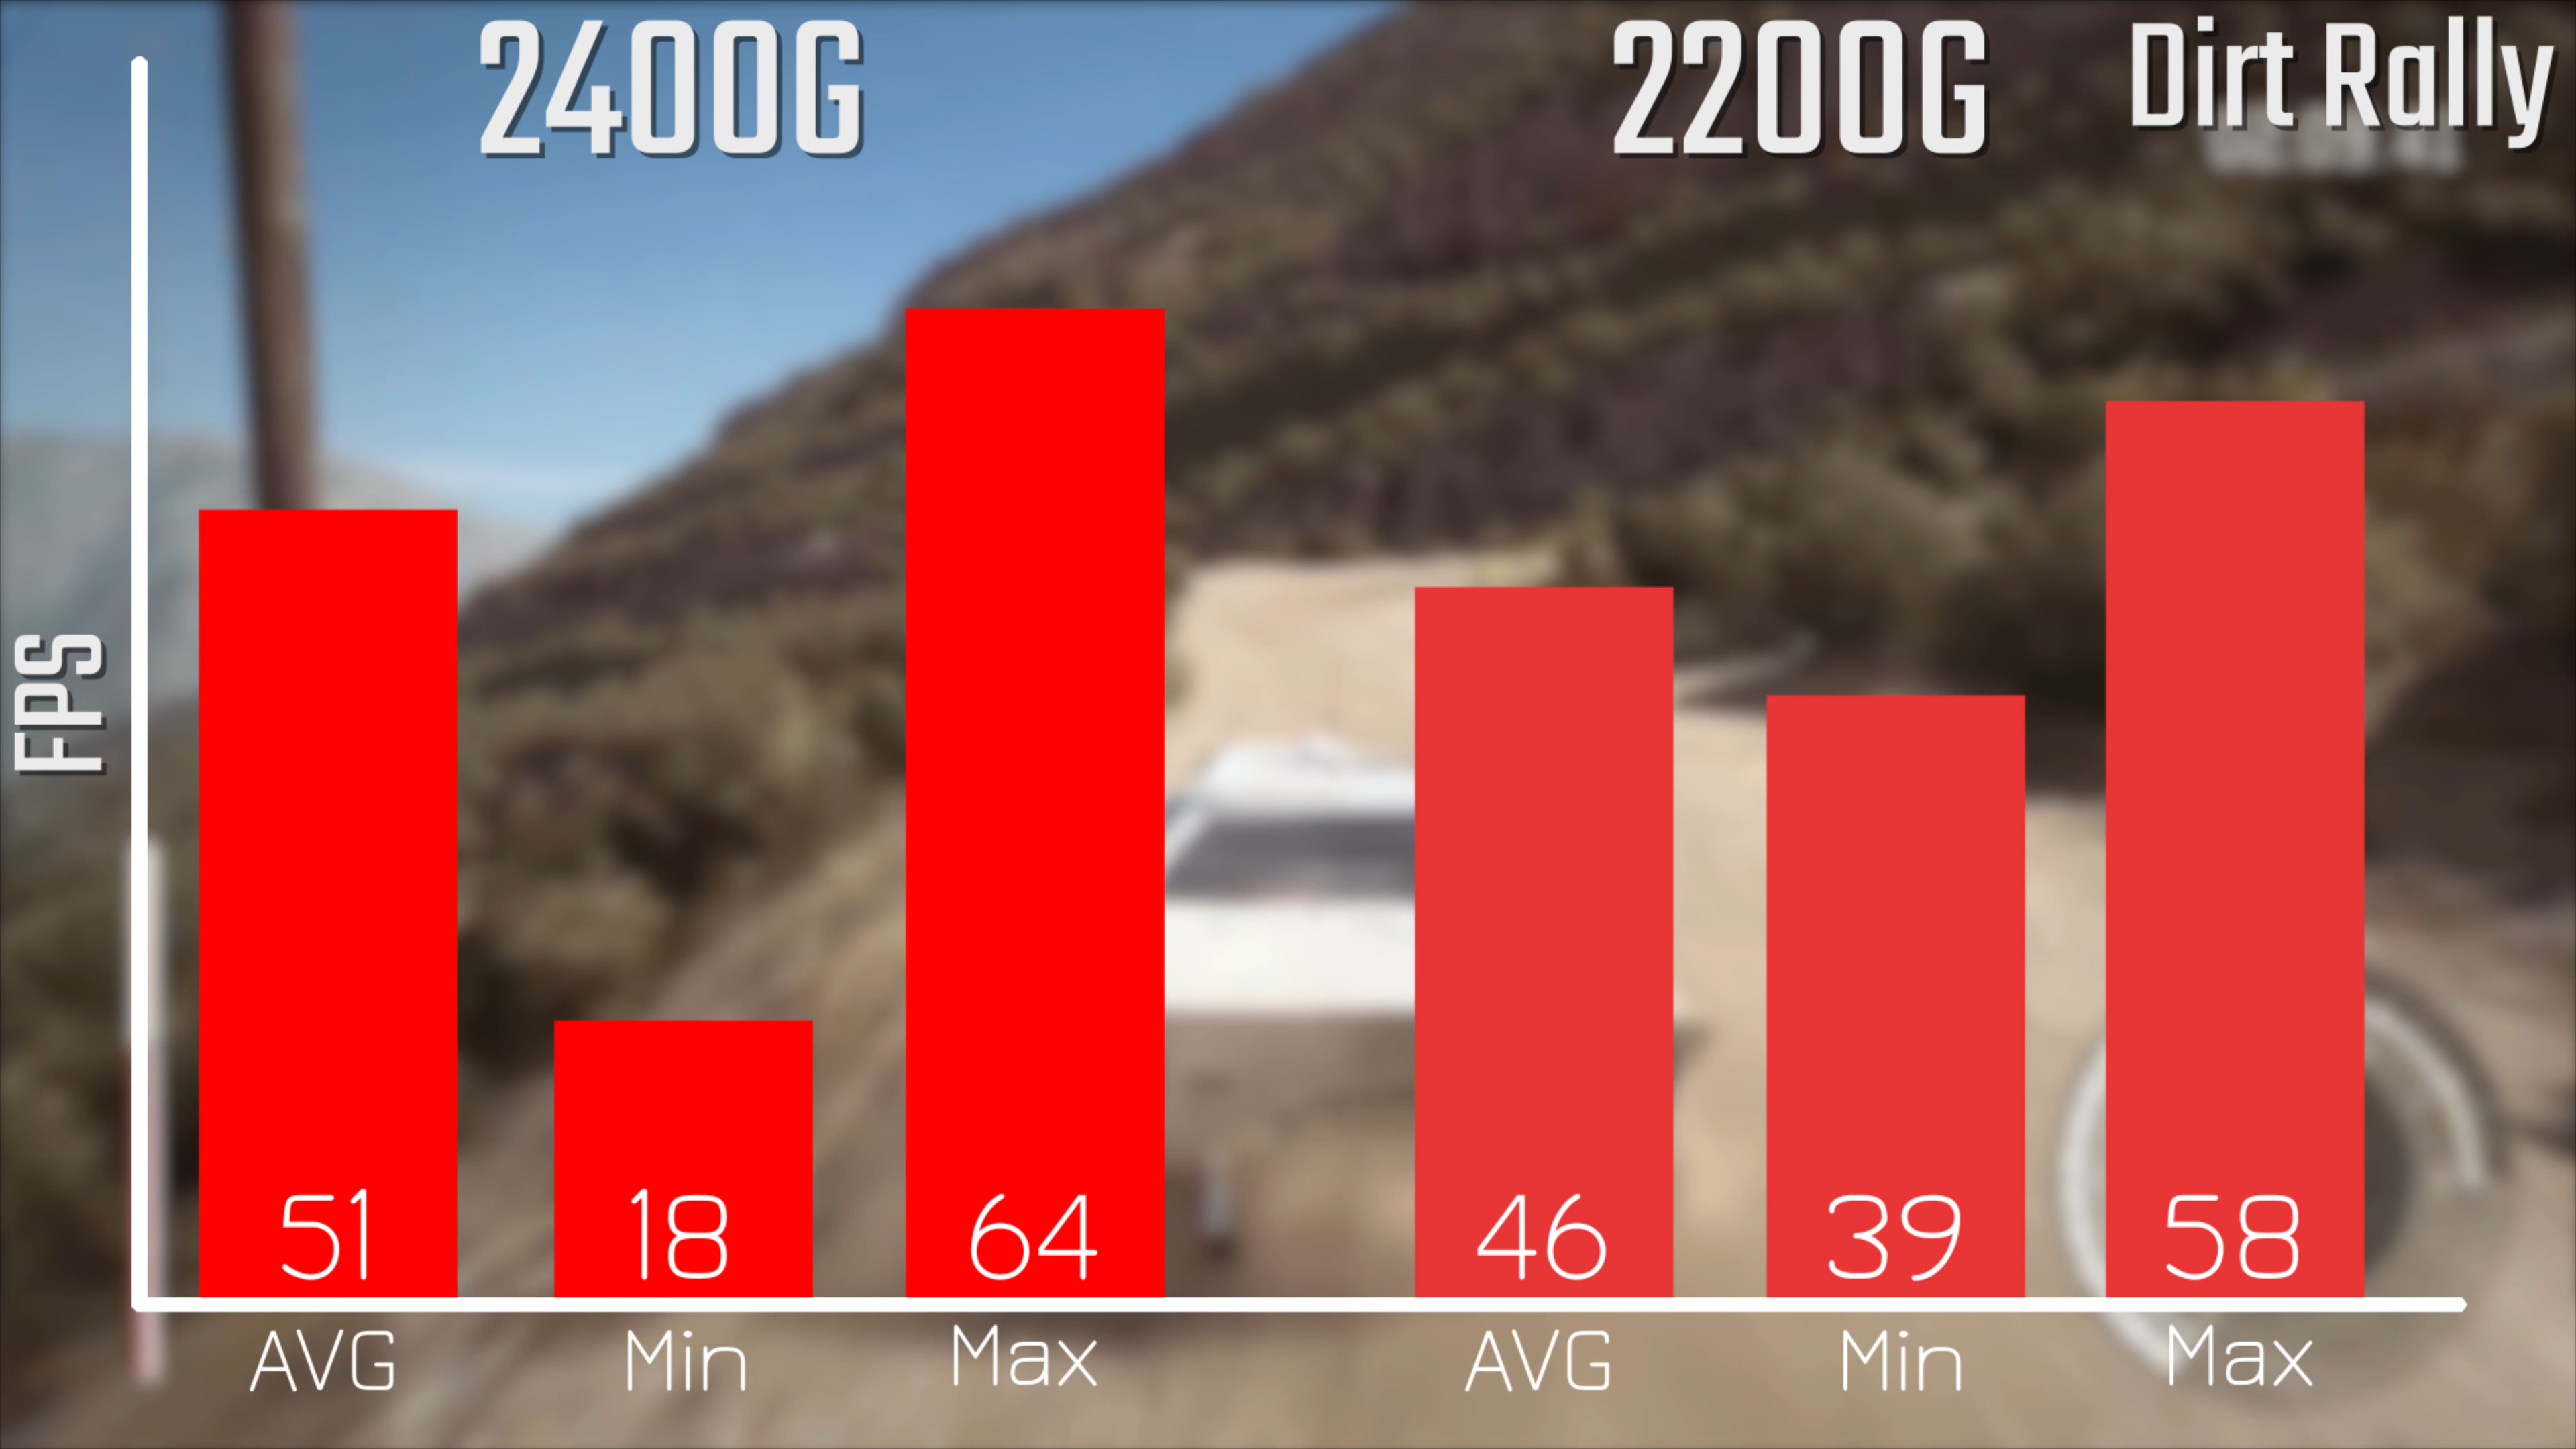 2400G
2200G
Dirt Rally
FPS
51
18
64
46
39
58
AVG
Min
Max
AVG
Min
Max